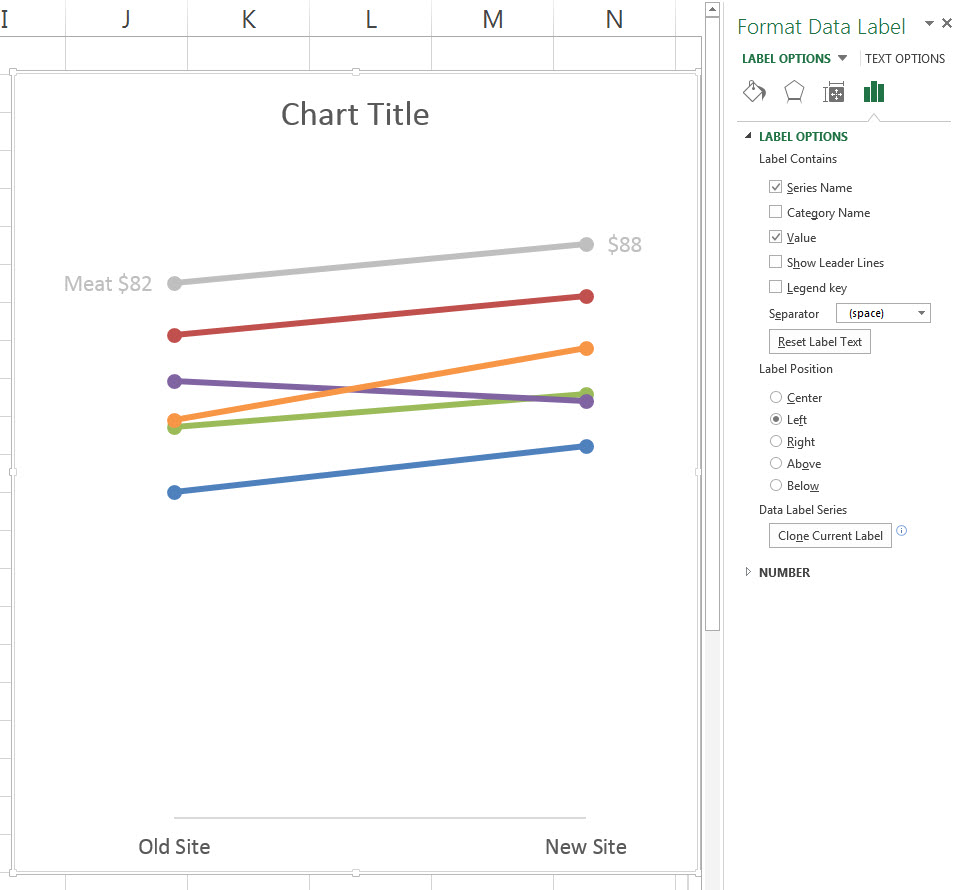 I J K L M N
Chart Title
$88
Meat $82
Old Site New Site
Format Data Label
LABEL OPTIONS TEXT OPTIONS
LABEL OPTIONS
Label Contains
Series Name
Category Name
Value
Show Leader Lines
Legend key
Separator (space)
Reset Label Text
Label Position
Center
Left
Right
Above
Below
Data Label Series
Clone Current Label
NUMBER